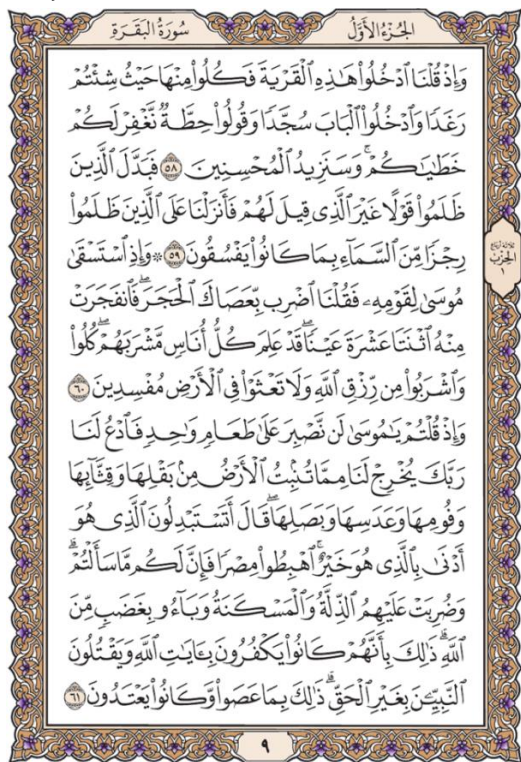 الجُزْءُ الأَوَّلُ
سُورَةُ البَقَرَةِ
وَإِذْ قُلْنَا ٱدْخُلُوا۟ هَـٰذِهِ ٱلْقَرْيَةَ فَكُلُوا۟ مِنْهَا حَيْثُ شِئْتُمْ
رَغَدًا وَٱدْخُلُوا۟ ٱلْبَابَ سُجَّدًا وَقُولُوا۟ حِطَّةٌ نَّغْفِرْ لَكُمْ
خَطَـٰيَـٰكُمْ ۚ وَسَنَزِيدُ ٱلْمُحْسِنِينَ ٥٨ فَبَدَّلَ ٱلَّذِينَ
ظَلَمُوا۟ قَوْلًا غَيْرَ ٱلَّذِى قِيلَ لَهُمْ فَأَنزَلْنَا عَلَى ٱلَّذِينَ ظَلَمُوا۟
رِجْزًا مِّنَ ٱلسَّمَآءِ بِمَا كَانُوا۟ يَفْسُقُونَ ٥٩ ۞ وَإِذِ ٱسْتَسْقَىٰ
مُوسَىٰ لِقَوْمِهِۦ فَقُلْنَا ٱضْرِب بِّعَصَاكَ ٱلْحَجَرَ ۖ فَٱنفَجَرَتْ
مِنْهُ ٱثْنَتَا عَشْرَةَ عَيْنًا ۖ قَدْ عَلِمَ كُلُّ أُنَاسٍ مَّشْرَبَهُمْ ۖ كُلُوا۟
وَٱشْرَبُوا۟ مِن رِّزْقِ ٱللَّهِ وَلَا تَعْثَوْا۟ فِى ٱلْأَرْضِ مُفْسِدِينَ ٦٠
وَإِذْ قُلْتُمْ يَـٰمُوسَىٰ لَن نَّصْبِرَ عَلَىٰ طَعَامٍ وَٰحِدٍ فَٱدْعُ لَنَا
رَبَّكَ يُخْرِجْ لَنَا مِمَّا تُنۢبِتُ ٱلْأَرْضُ مِنۢ بَقْلِهَا وَقِثَّآئِهَا
وَفُومِهَا وَعَدَسِهَا وَبَصَلِهَا ۖ قَالَ أَتَسْتَبْدِلُونَ ٱلَّذِى هُوَ
أَدْنَىٰ بِٱلَّذِى هُوَ خَيْرٌ ۚ ٱهْبِطُوا۟ مِصْرًا فَإِنَّ لَكُم مَّا سَأَلْتُمْ ۗ
وَضُرِبَتْ عَلَيْهِمُ ٱلذِّلَّةُ وَٱلْمَسْكَنَةُ وَبَآءُو بِغَضَبٍ مِّنَ
ٱللَّهِ ۗ ذَٰلِكَ بِأَنَّهُمْ كَانُوا۟ يَكْفُرُونَ بِـَٔايَـٰتِ ٱللَّهِ وَيَقْتُلُونَ
ٱلنَّبِيِّـۧنَ بِغَيْرِ ٱلْحَقِّ ۗ ذَٰلِكَ بِمَا عَصَوا۟ وَّكَانُوا۟ يَعْتَدُونَ ٦١
ثلاثة أرباع
الحِزْب
١
٩